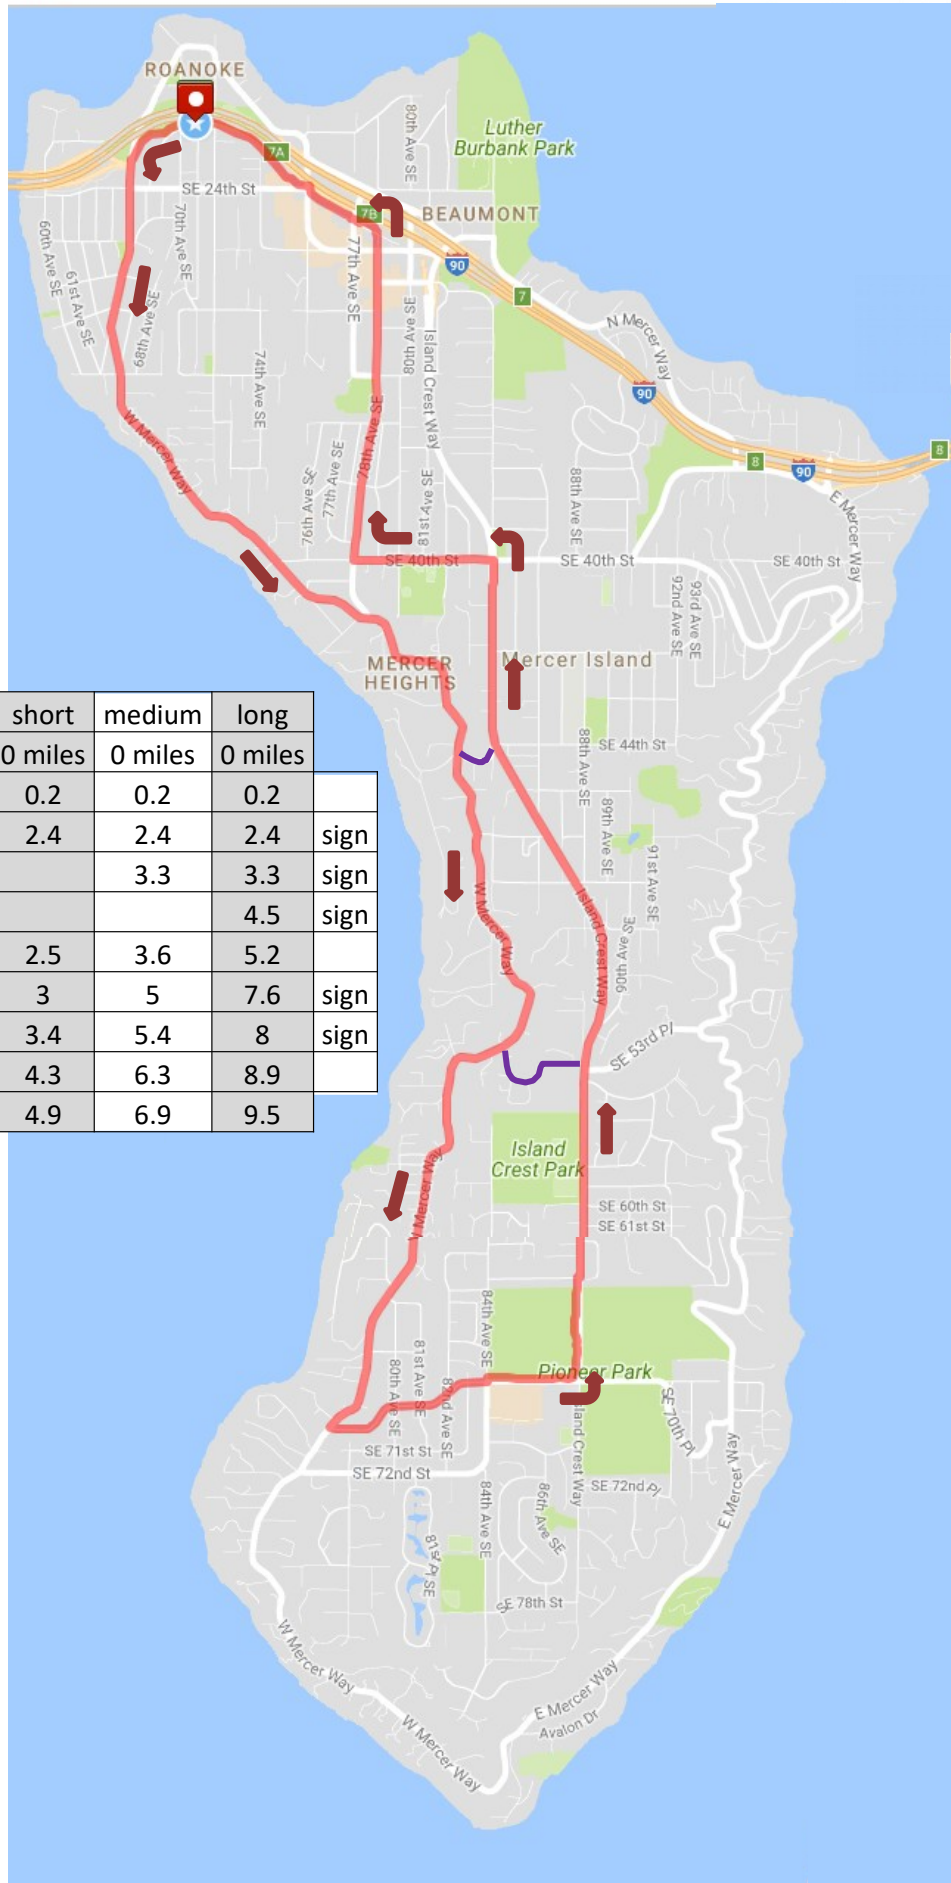 ROANOKE
7A
Luther
Burbank Park
80th Ave SE
SE 24th St
70th Ave SE
7B
BEAUMONT
60th Ave SE
61st Ave SE
77th Ave SE
90
7
68th Ave SE
80th Ave SE
Island Crest Way
N Mercer Way
74th Ave SE
90
W Mercer Way
78th Ave SE
8
90
8
76th Ave SE
77th Ave SE
81st Ave SE
88th Ave SE
E Mercer Way
SE 40th St
SE 40th St
SE 40th St
92nd Ave SE
93rd Ave SE
MERCER
HEIGHTS
Mercer Island
short medium long
0 miles 0 miles 0 miles
0.2 0.2 0.2
2.4 2.4 2.4 sign
3.3 3.3 sign
4.5 sign
2.5 3.6 5.2
3 5 7.6 sign
3.4 5.4 8 sign
4.3 6.3 8.9
4.9 6.9 9.5
88th Ave SE
SE 44th St
89th Ave SE
91st Ave SE
W Mercer Way
Island Crest Way
90th Ave SE
SE 53rd Pl
Island
Crest Park
W Mercer Way
SE 60th St
SE 61st St
84th Ave SE
80th Ave SE
81st Ave SE
82nd Ave SE
Pioneer Park
SE 70th Pl
Island Crest Way
SE 71st St
SE 72nd St
SE 72nd Pl
E Mercer Way
84th Ave SE
86th Ave SE
81st Pl SE
SE 78th St
W Mercer Way
E Mercer Way
Avalon Dr
W Mercer Way